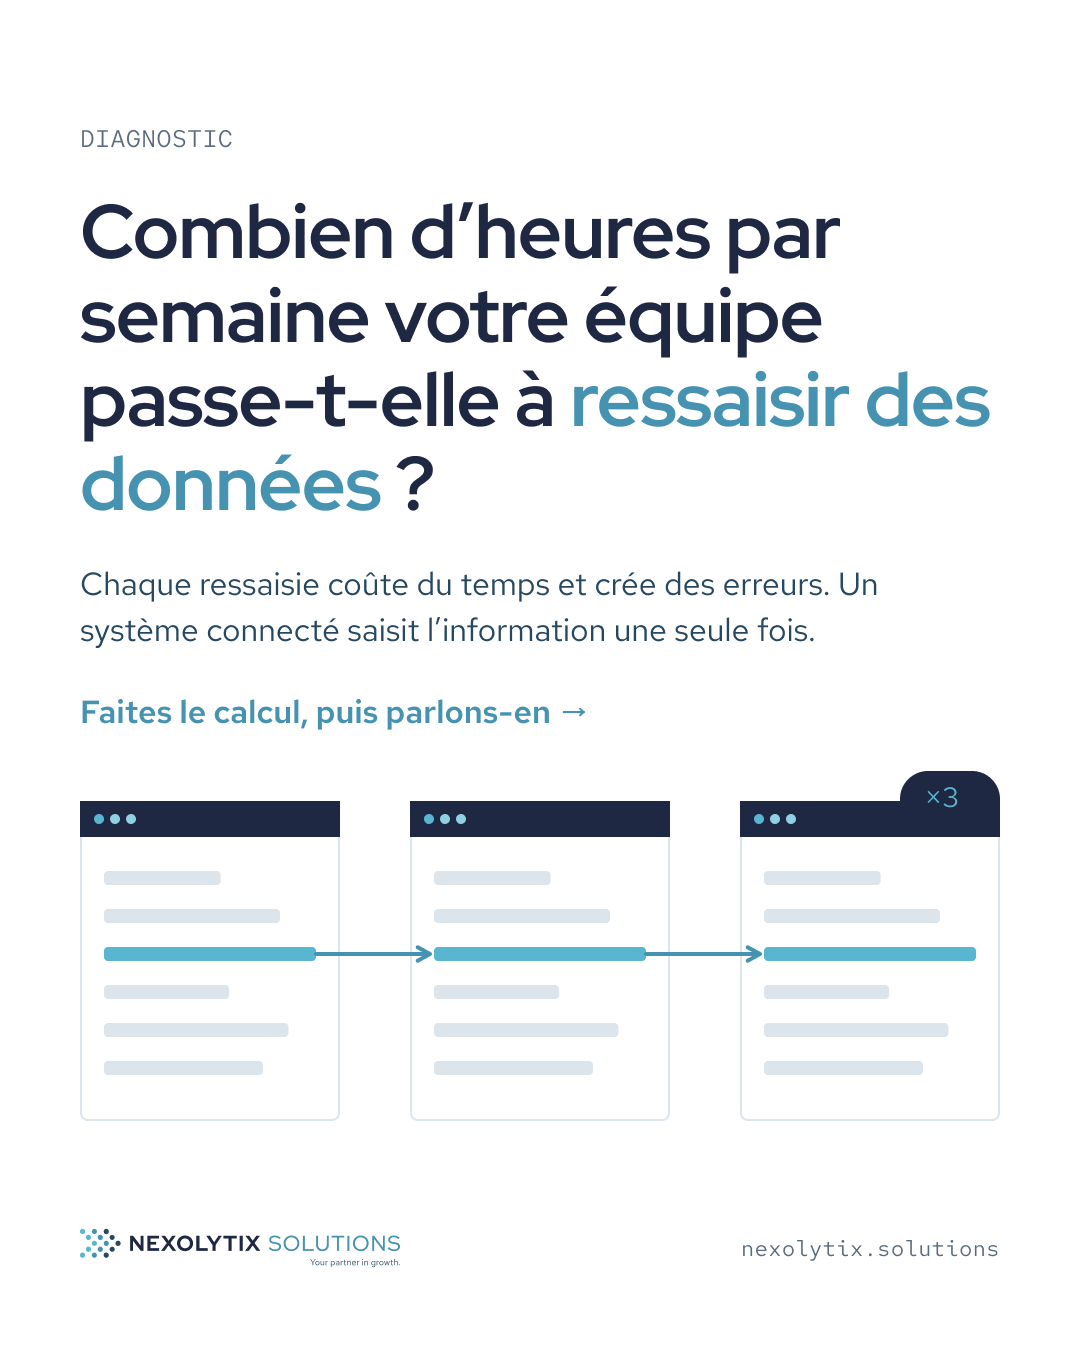 DIAGNOSTIC
Combien d’heures par
semaine votre équipe
passe-t-elle à ressaisir des
données ?
Chaque ressaisie coûte du temps et crée des erreurs. Un
système connecté saisit l’information une seule fois.
Faites le calcul, puis parlons-en →
×3
NEXOLYTIX SOLUTIONS
Your partner in growth.
nexolytix.solutions